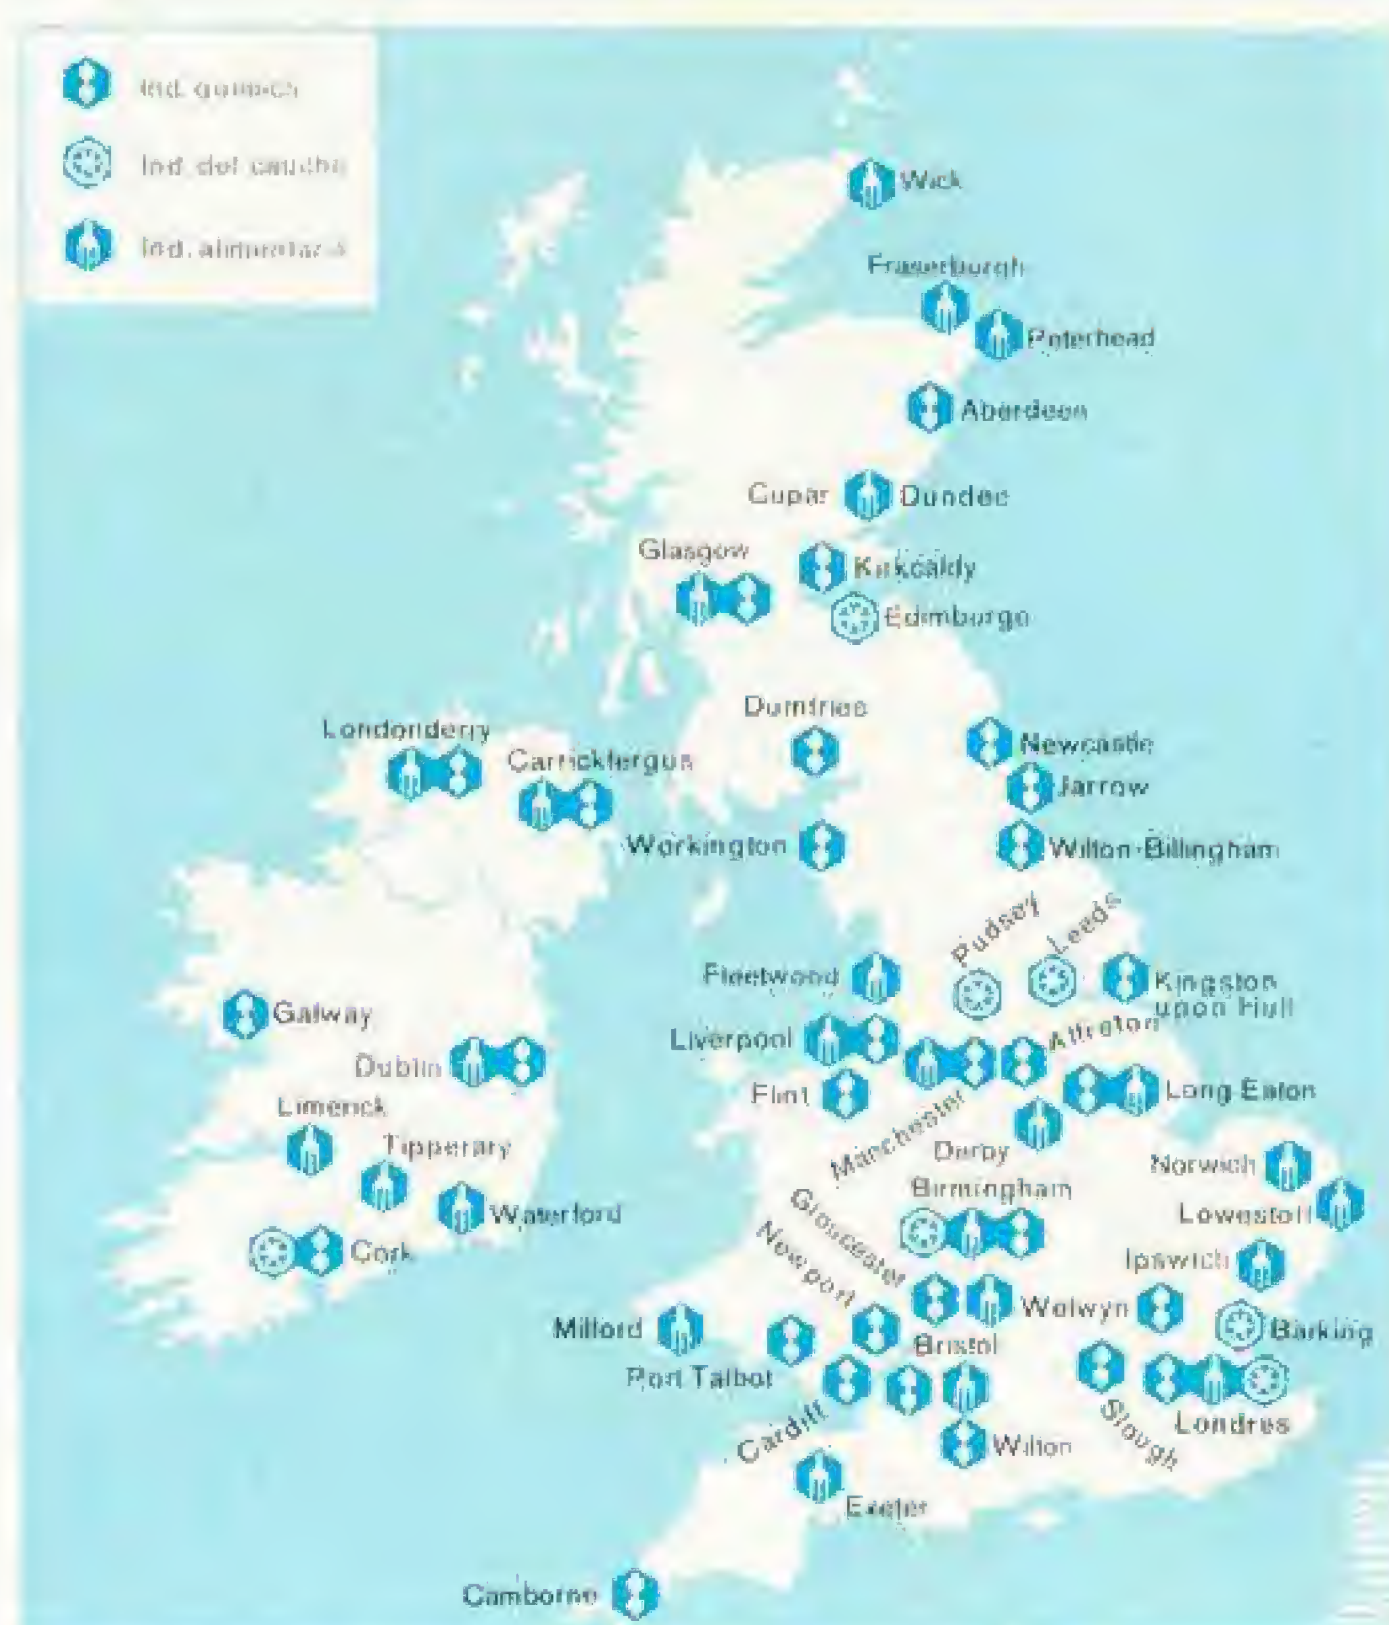 Ind. química
Ind. del caucho
Ind. alimentaria
Wick
Fraserburgh
Peterhead
Aberdeen
Cupar
Dundee
Glasgow
Kirkcaldy
Edimburgo
Dumfries
Londonderry
Newcastle
Carrickfergus
Jarrow
Workington
Wilton-Billingham
Pudsey
Leeds
Fleetwood
Kingston
upon Hull
Galway
Liverpool
Alfreton
Dublin
Flint
Long Eaton
Limerick
Manchester
Derby
Tipperary
Norwich
Birmingham
Waterford
Lowestoft
Gloucester
Cork
Newport
Ipswich
Milford
Welwyn
Barking
Bristol
Port Talbot
Cardiff
Slough
Londres
Wilton
Exeter
Camborne